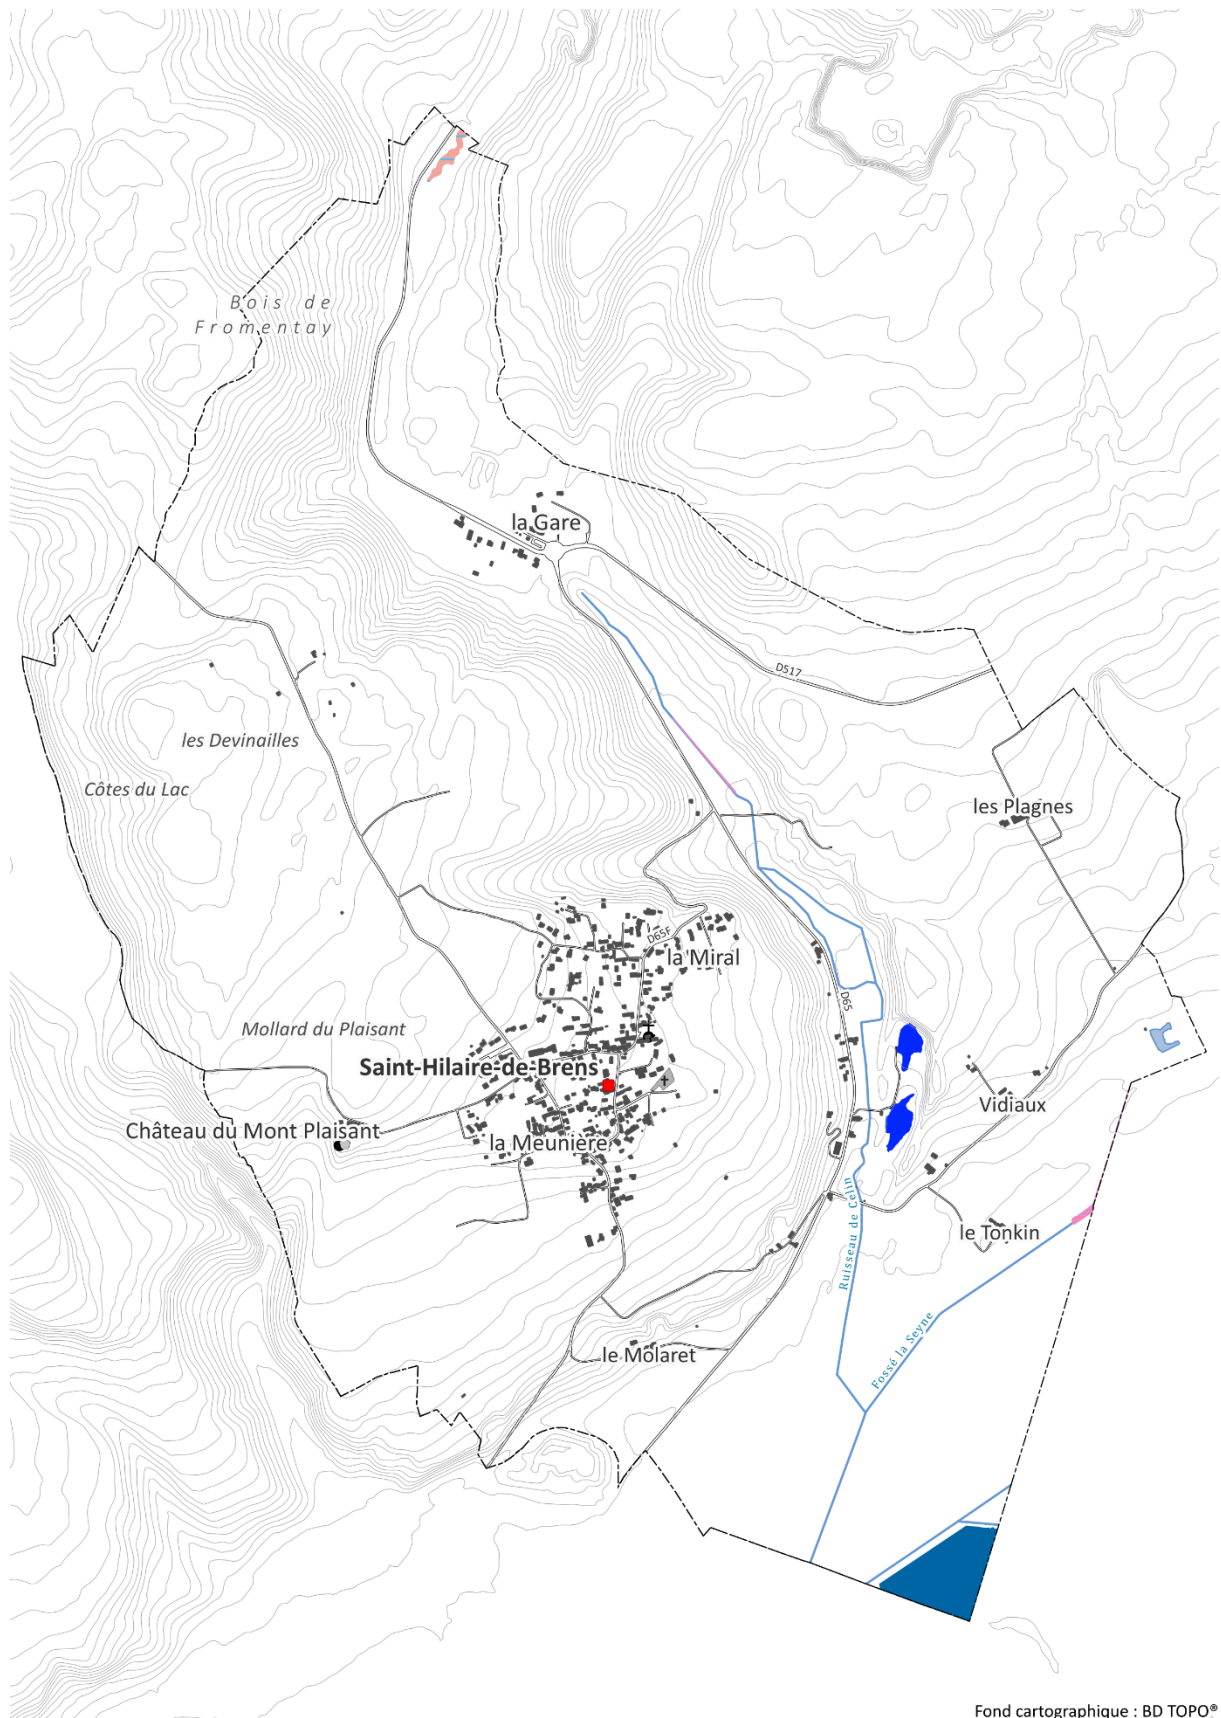 Bois de
Fromentay
la Gare
D517
les Devinailles
Côtes du Lac
les Plagnes
D65F
la Miral
D65
Mollard du Plaisant
Saint-Hilaire-de-Brens
Vidiaux
Château du Mont Plaisant
la Meunière
le Tonkin
Ruisseau de Celin
Fossé la Seyne
le Molaret
Fond cartographique : BD TOPO®